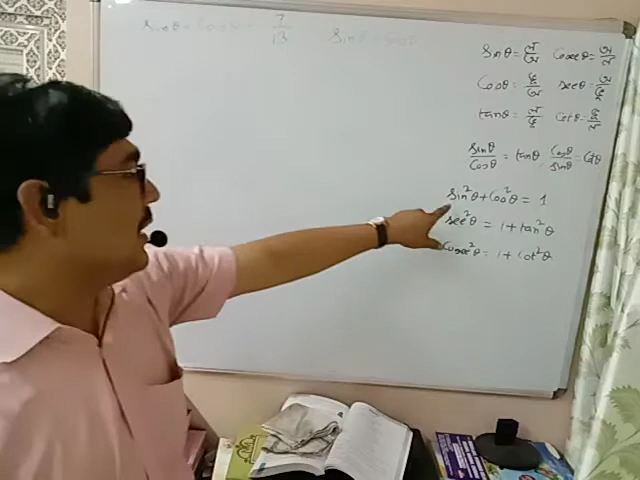 sinθ + cosθ = 7/13 sinθ
sinθ = ল/অ cosecθ = অ/ল
cosθ = ভ/অ secθ = অ/ভ
tanθ = ল/ভ cotθ = ভ/ল
sinθ/cosθ = tanθ cosθ/sinθ = cotθ
sin²θ + cos²θ = 1
sec²θ = 1 + tan²θ
cosec²θ = 1 + cot²θ